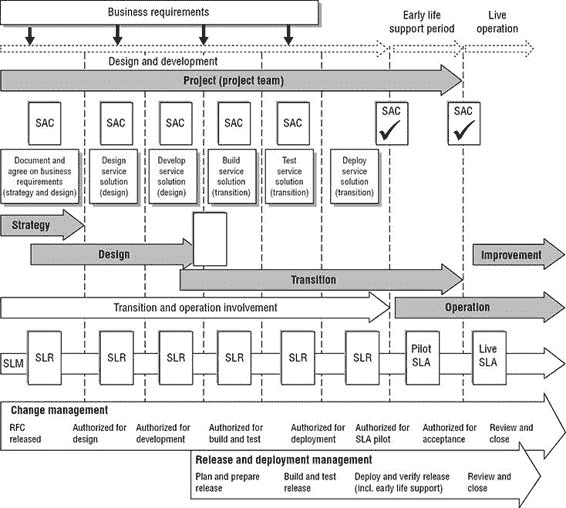 Business requirements
Early life
support period
Live
operation
Design and development
Project (project team)
SAC
SAC
SAC
SAC
SAC
SAC
SAC
Document and
agree on business
requirements
(strategy and design)
Design
service
solution
(design)
Develop
service
solution
(design)
Build
service
solution
(transition)
Test
service
solution
(transition)
Deploy
service
solution
(transition)
Strategy
Design
Improvement
Transition
Transition and operation involvement
Operation
SLM
SLR
SLR
SLR
SLR
SLR
SLR
Pilot
SLA
Live
SLA
Change management
RFC
released
Authorized for
design
Authorized for
development
Authorized for
build and test
Authorized for
deployment
Authorized for
SLA pilot
Authorized for
acceptance
Review and
close
Release and deployment management
Plan and prepare
release
Build and test
release
Deploy and verify release
(incl. early life support)
Review and
close